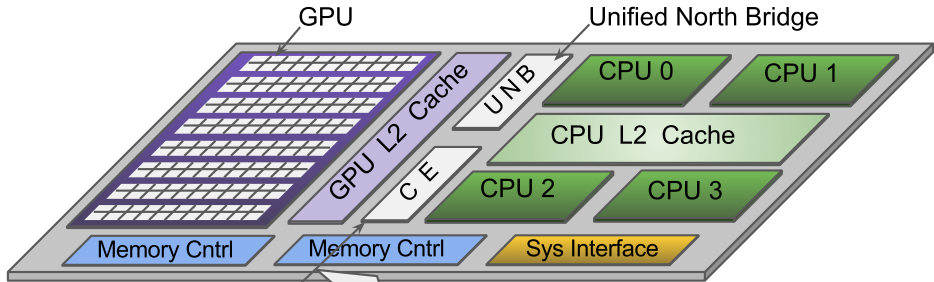 GPU
Unified North Bridge
GPU L2 Cache
UNB
CPU 0
CPU 1
CPU L2 Cache
CE
CPU 2
CPU 3
Memory Cntrl
Memory Cntrl
Sys Interface